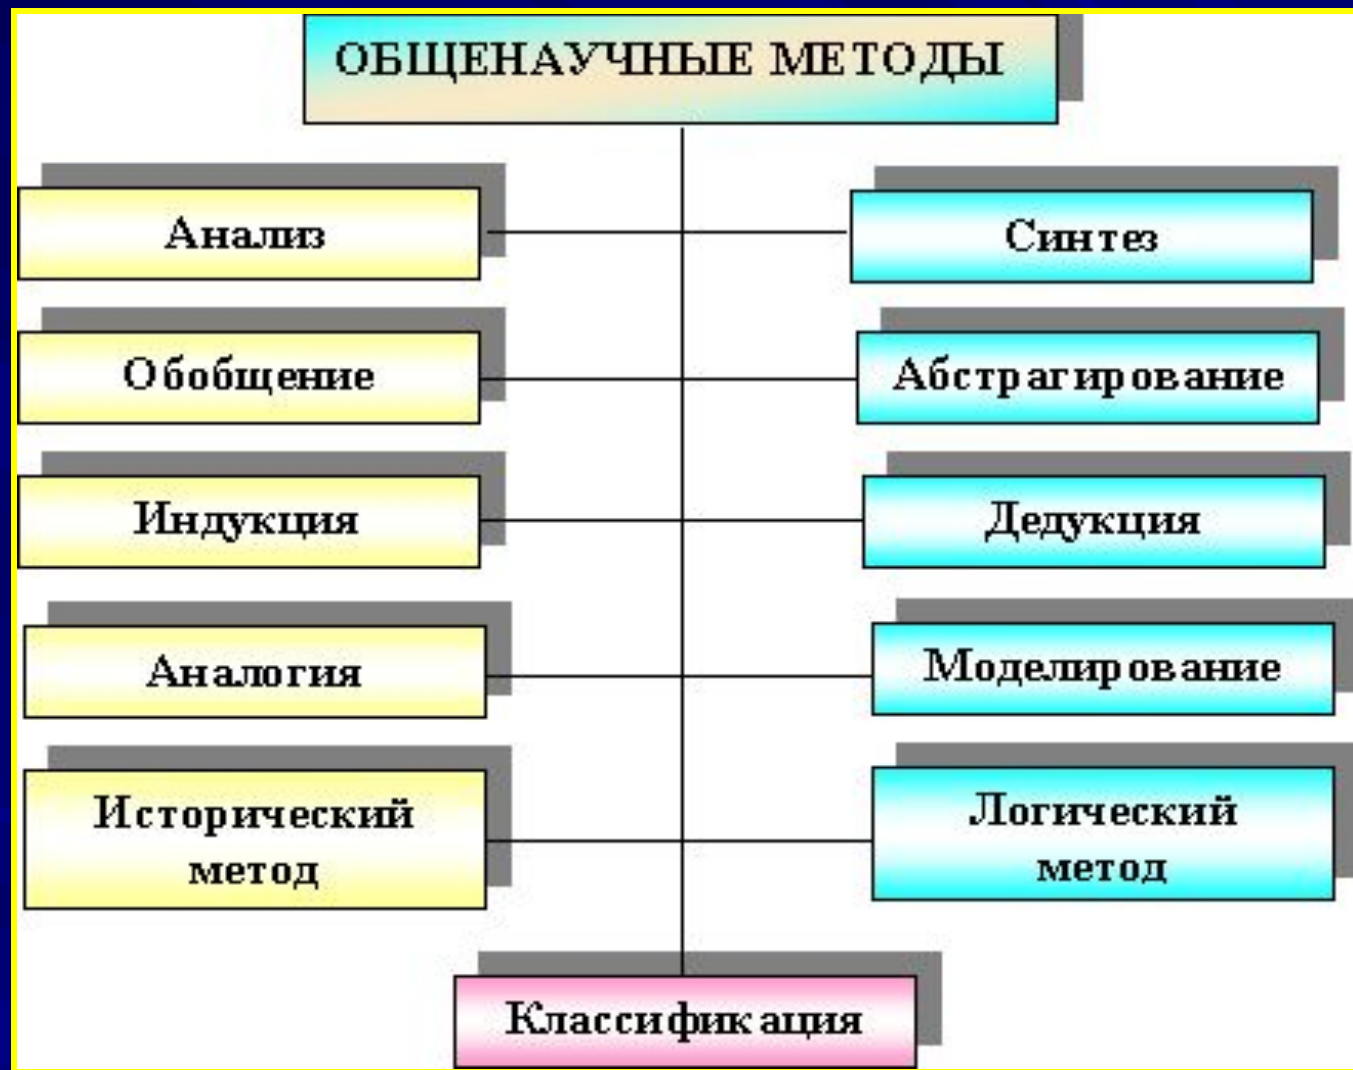 ОБЩЕНАУЧНЫЕ МЕТОДЫ
Анализ
Синтез
Обобщение
Абстрагирование
Индукция
Дедукция
Аналогия
Моделирование
Исторический
метод
Логический
метод
Классификация